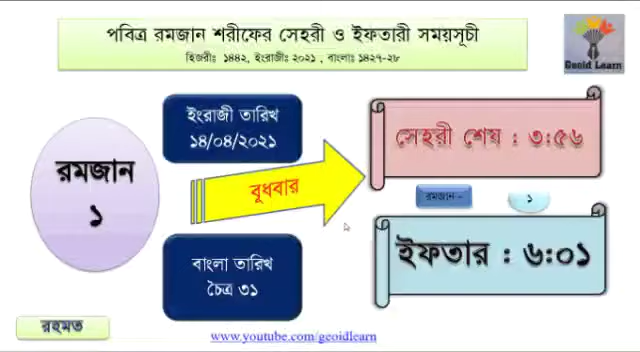 পবিত্র রমজান শরীফের সেহরী ও ইফতারী সময়সূচী
হিজরীঃ ১৪৪২, ইংরাজীঃ ২০২১ , বাংলাঃ ১৪২৭-২৮
Geoid Learn
ইংরাজী তারিখ
১৪/০৪/২০২১
রমজান
১
বুধবার
সেহরী শেষ : ৩:৫৬
রমজান -
১
ইফতার : ৬:০১
বাংলা তারিখ
চৈত্র ৩১
রহমত
www.youtube.com/geoidlearn